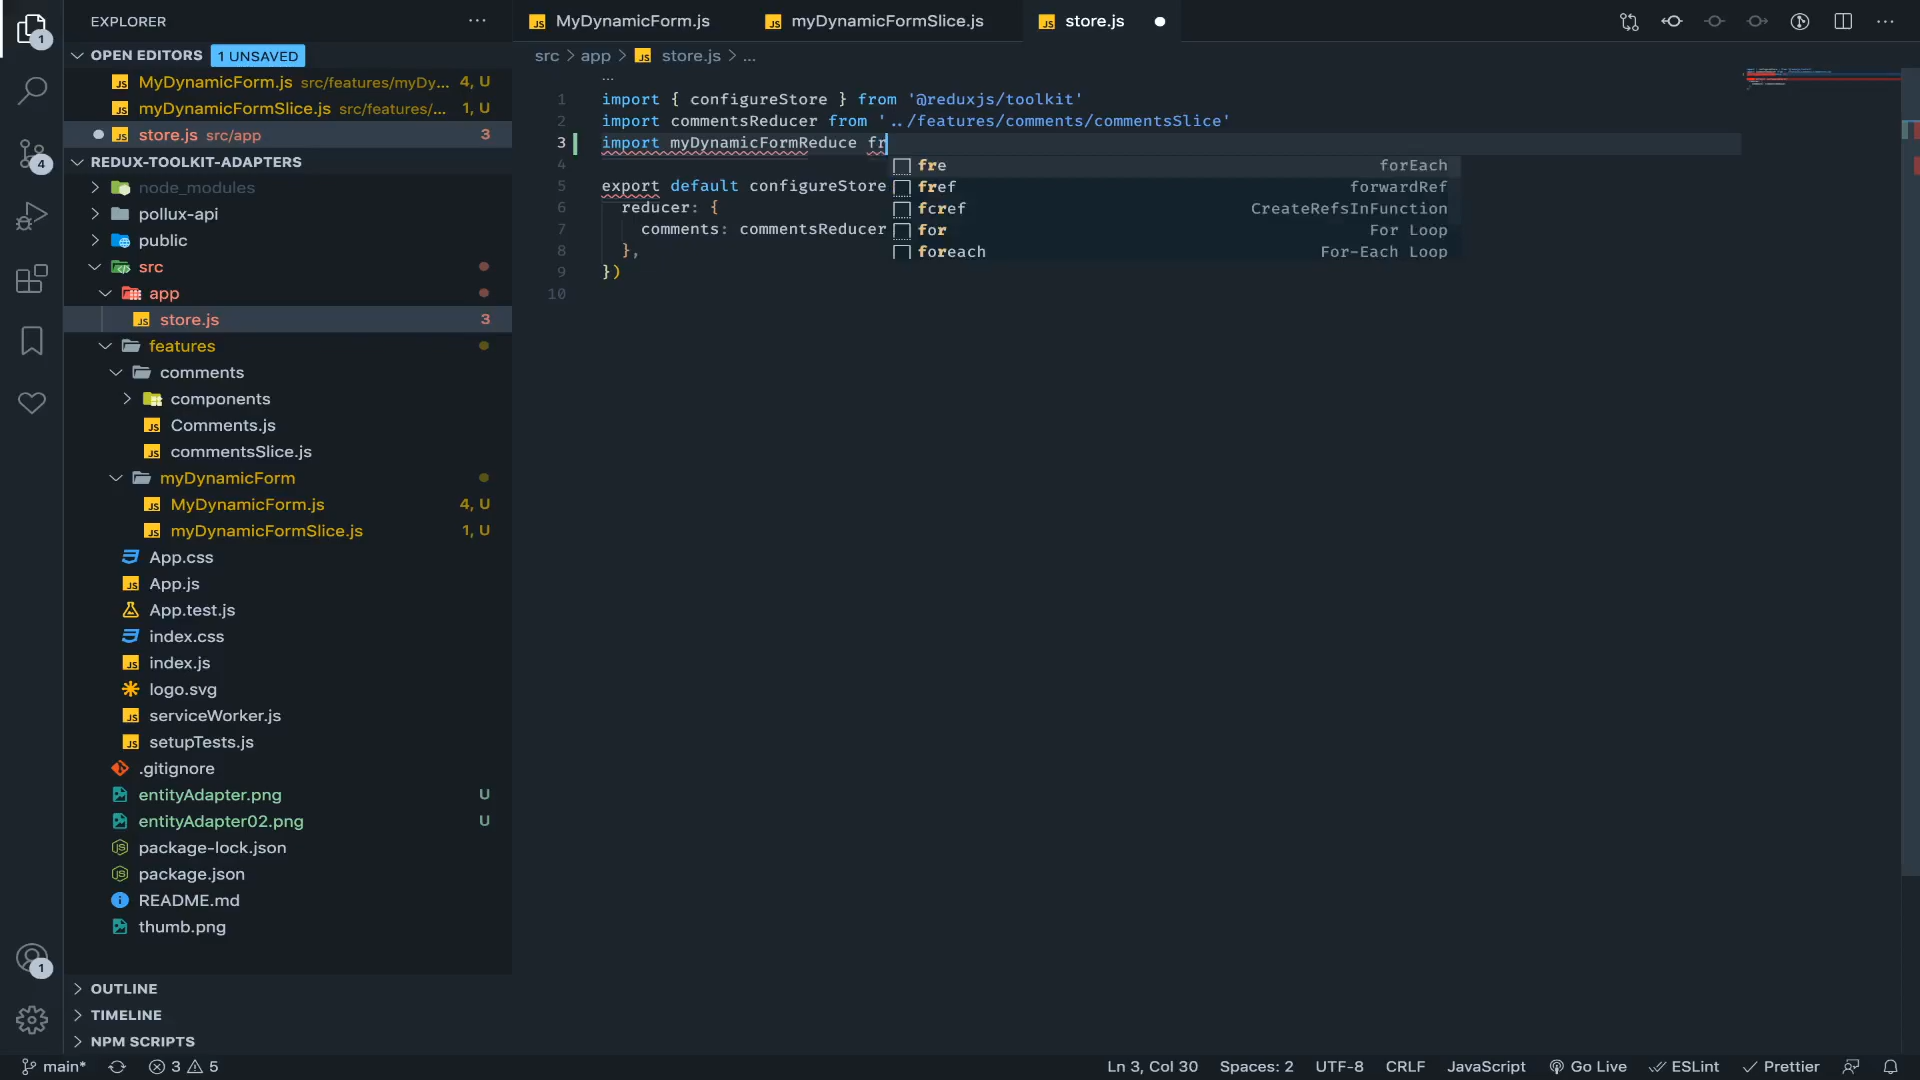 EXPLORER
OPEN EDITORS 1 UNSAVED
MyDynamicForm.js src/features/myDy... 4, U
myDynamicFormSlice.js src/features/... 1, U
store.js src/app 3
REDUX-TOOLKIT-ADAPTERS
node_modules
pollux-api
public
src
app
store.js 3
features
comments
components
Comments.js
commentsSlice.js
myDynamicForm
MyDynamicForm.js 4, U
myDynamicFormSlice.js 1, U
App.css
App.js
App.test.js
index.css
index.js
logo.svg
serviceWorker.js
setupTests.js
.gitignore
entityAdapter.png U
entityAdapter02.png U
package-lock.json
package.json
README.md
thumb.png
OUTLINE
TIMELINE
NPM SCRIPTS
1
4
1
MyDynamicForm.js myDynamicFormSlice.js store.js
src > app > store.js > ...
...
1 import { configureStore } from '@reduxjs/toolkit'
2 import commentsReducer from '../features/comments/commentsSlice'
3 import myDynamicFormReduce fr
4
5 export default configureStore
6 reducer: {
7 comments: commentsReducer
8 },
9 })
10
fre forEach
fref forwardRef
fcref CreateRefsInFunction
for For Loop
foreach For-Each Loop
main* 3 5 Ln 3, Col 30 Spaces: 2 UTF-8 CRLF JavaScript Go Live ESLint Prettier